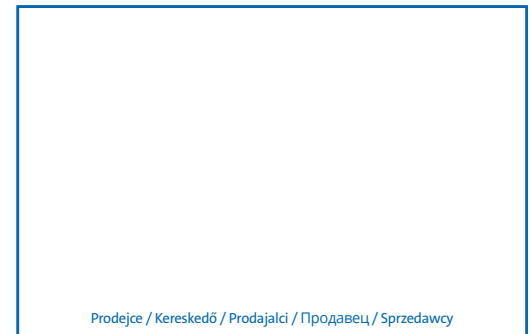 Prodejce / Kereskedő / Prodajalci / Продавец / Sprzedawcy